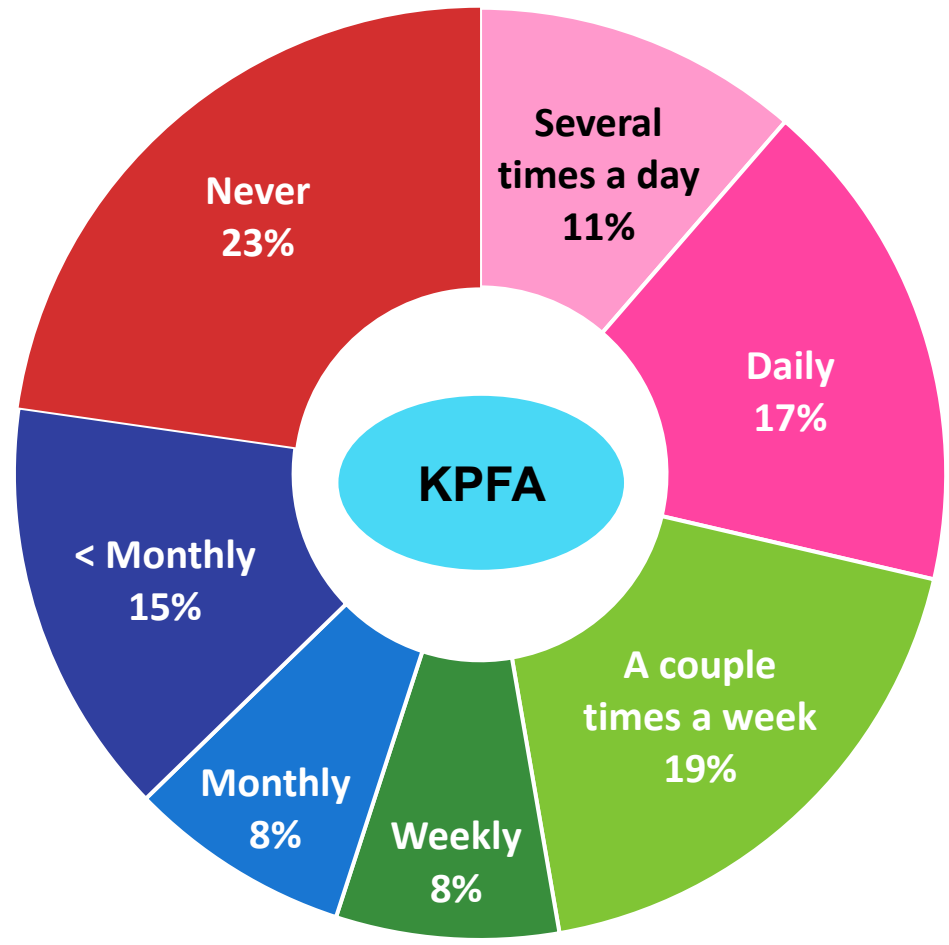 Several
times a day
11%
Daily
17%
A couple
times a week
19%
Weekly
8%
Monthly
8%
< Monthly
15%
Never
23%
KPFA